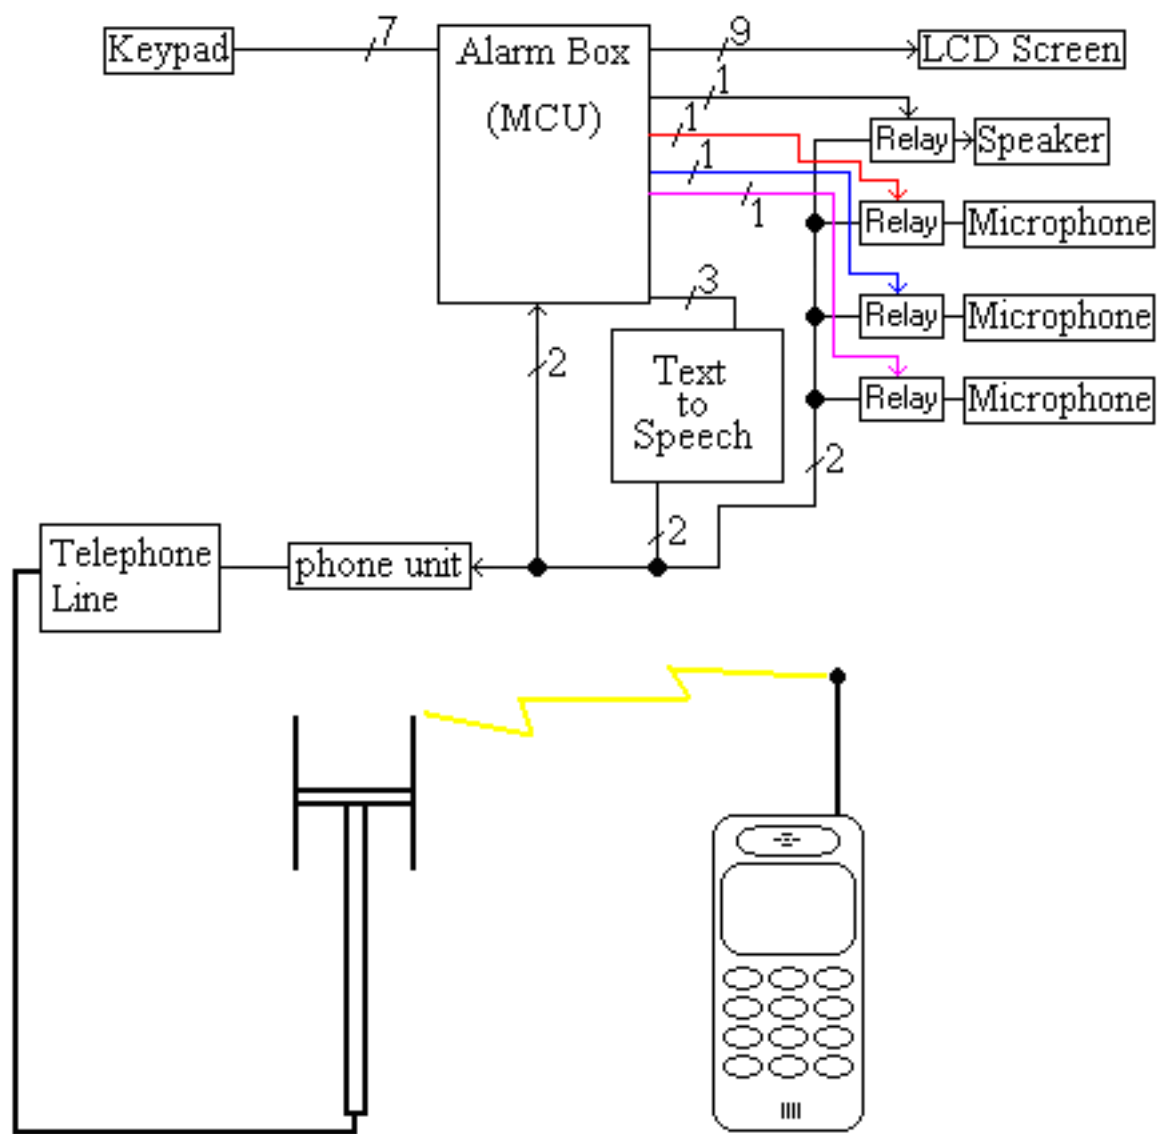 Keypad
7
Alarm Box
(MCU)
9
LCD Screen
1
Relay
Speaker
1
1
1
Relay
Microphone
Relay
Microphone
3
2
Text
to
Speech
Relay
Microphone
2
2
Telephone
Line
phone unit